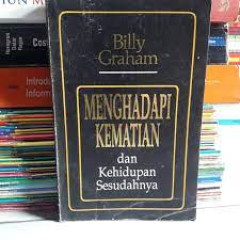 Billy
Graham
MENGHADAPI
KEMATIAN
dan
Kehidupan
Sesudahnya